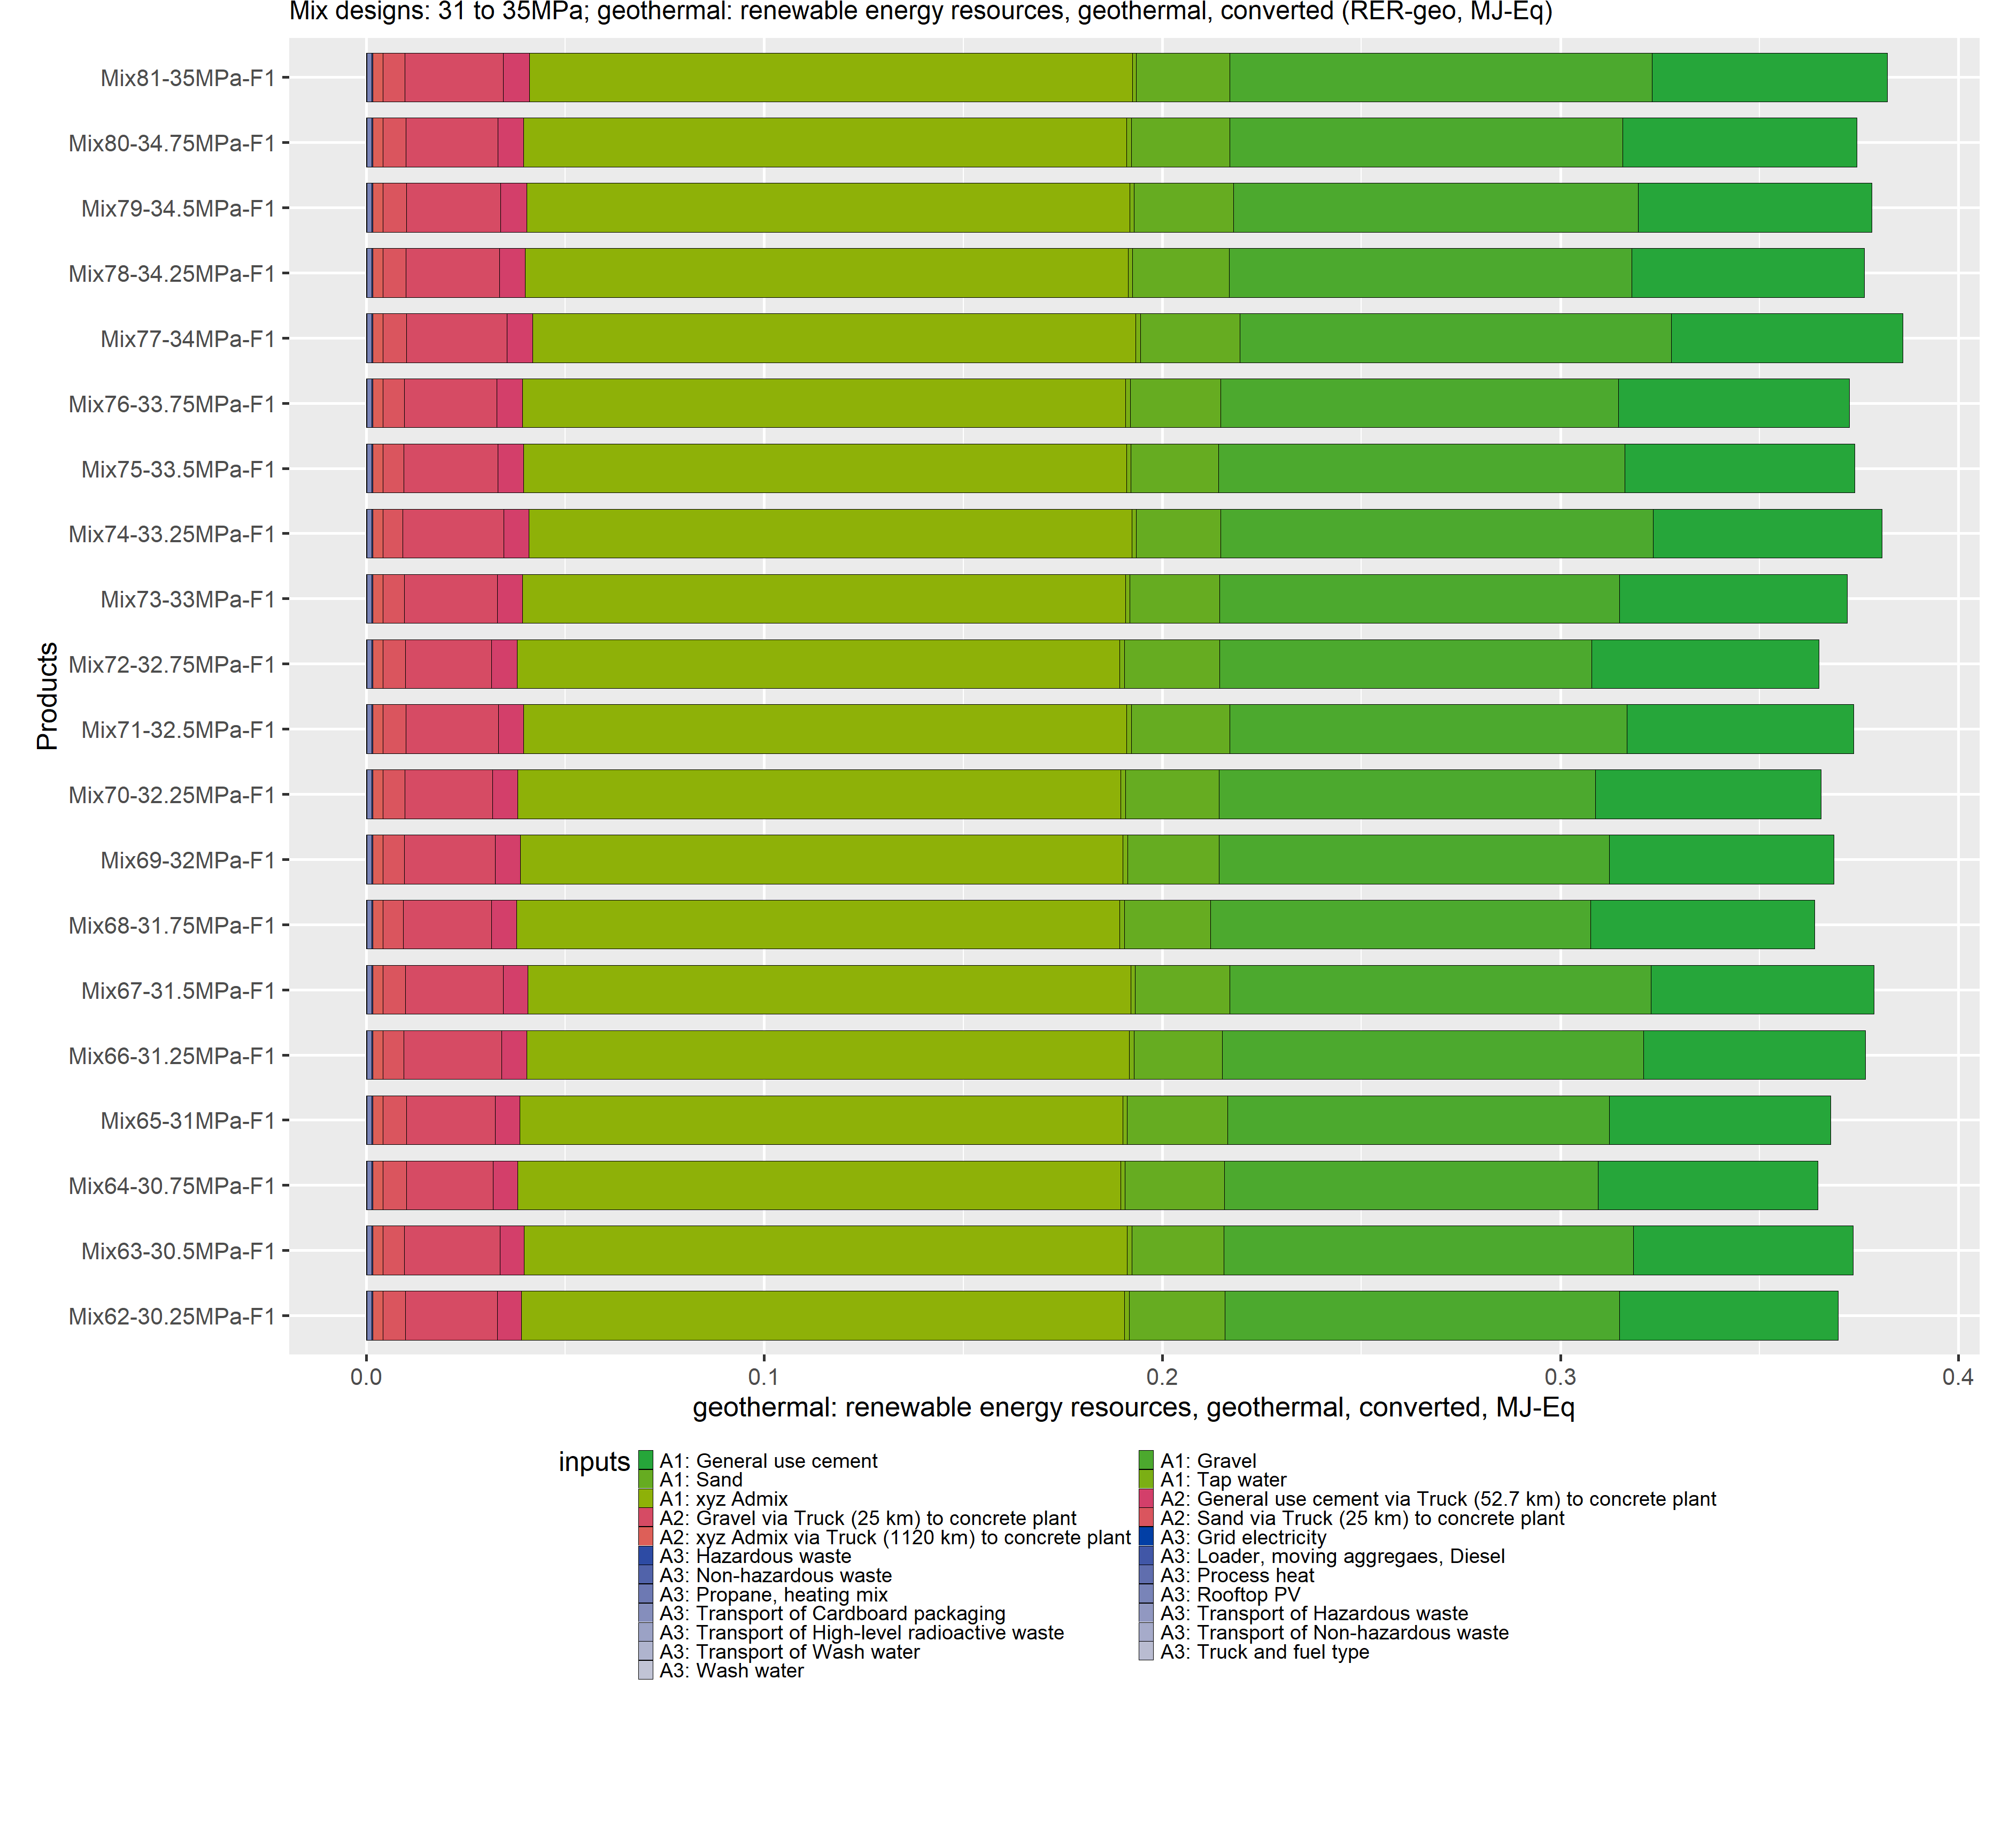 Mix designs: 31 to 35MPa; geothermal: renewable energy resources, geothermal, converted (RER-geo, MJ-Eq)
Products
Mix81-35MPa-F1
Mix80-34.75MPa-F1
Mix79-34.5MPa-F1
Mix78-34.25MPa-F1
Mix77-34MPa-F1
Mix76-33.75MPa-F1
Mix75-33.5MPa-F1
Mix74-33.25MPa-F1
Mix73-33MPa-F1
Mix72-32.75MPa-F1
Mix71-32.5MPa-F1
Mix70-32.25MPa-F1
Mix69-32MPa-F1
Mix68-31.75MPa-F1
Mix67-31.5MPa-F1
Mix66-31.25MPa-F1
Mix65-31MPa-F1
Mix64-30.75MPa-F1
Mix63-30.5MPa-F1
Mix62-30.25MPa-F1
0.0 0.1 0.2 0.3 0.4
geothermal: renewable energy resources, geothermal, converted, MJ-Eq
inputs
A1: General use cement A1: Gravel
A1: Sand A1: Tap water
A1: xyz Admix A2: General use cement via Truck (52.7 km) to concrete plant
A2: Gravel via Truck (25 km) to concrete plant A2: Sand via Truck (25 km) to concrete plant
A2: xyz Admix via Truck (1120 km) to concrete plant A3: Grid electricity
A3: Hazardous waste A3: Loader, moving aggregaes, Diesel
A3: Non-hazardous waste A3: Process heat
A3: Propane, heating mix A3: Rooftop PV
A3: Transport of Cardboard packaging A3: Transport of Hazardous waste
A3: Transport of High-level radioactive waste A3: Transport of Non-hazardous waste
A3: Transport of Wash water A3: Truck and fuel type
A3: Wash water